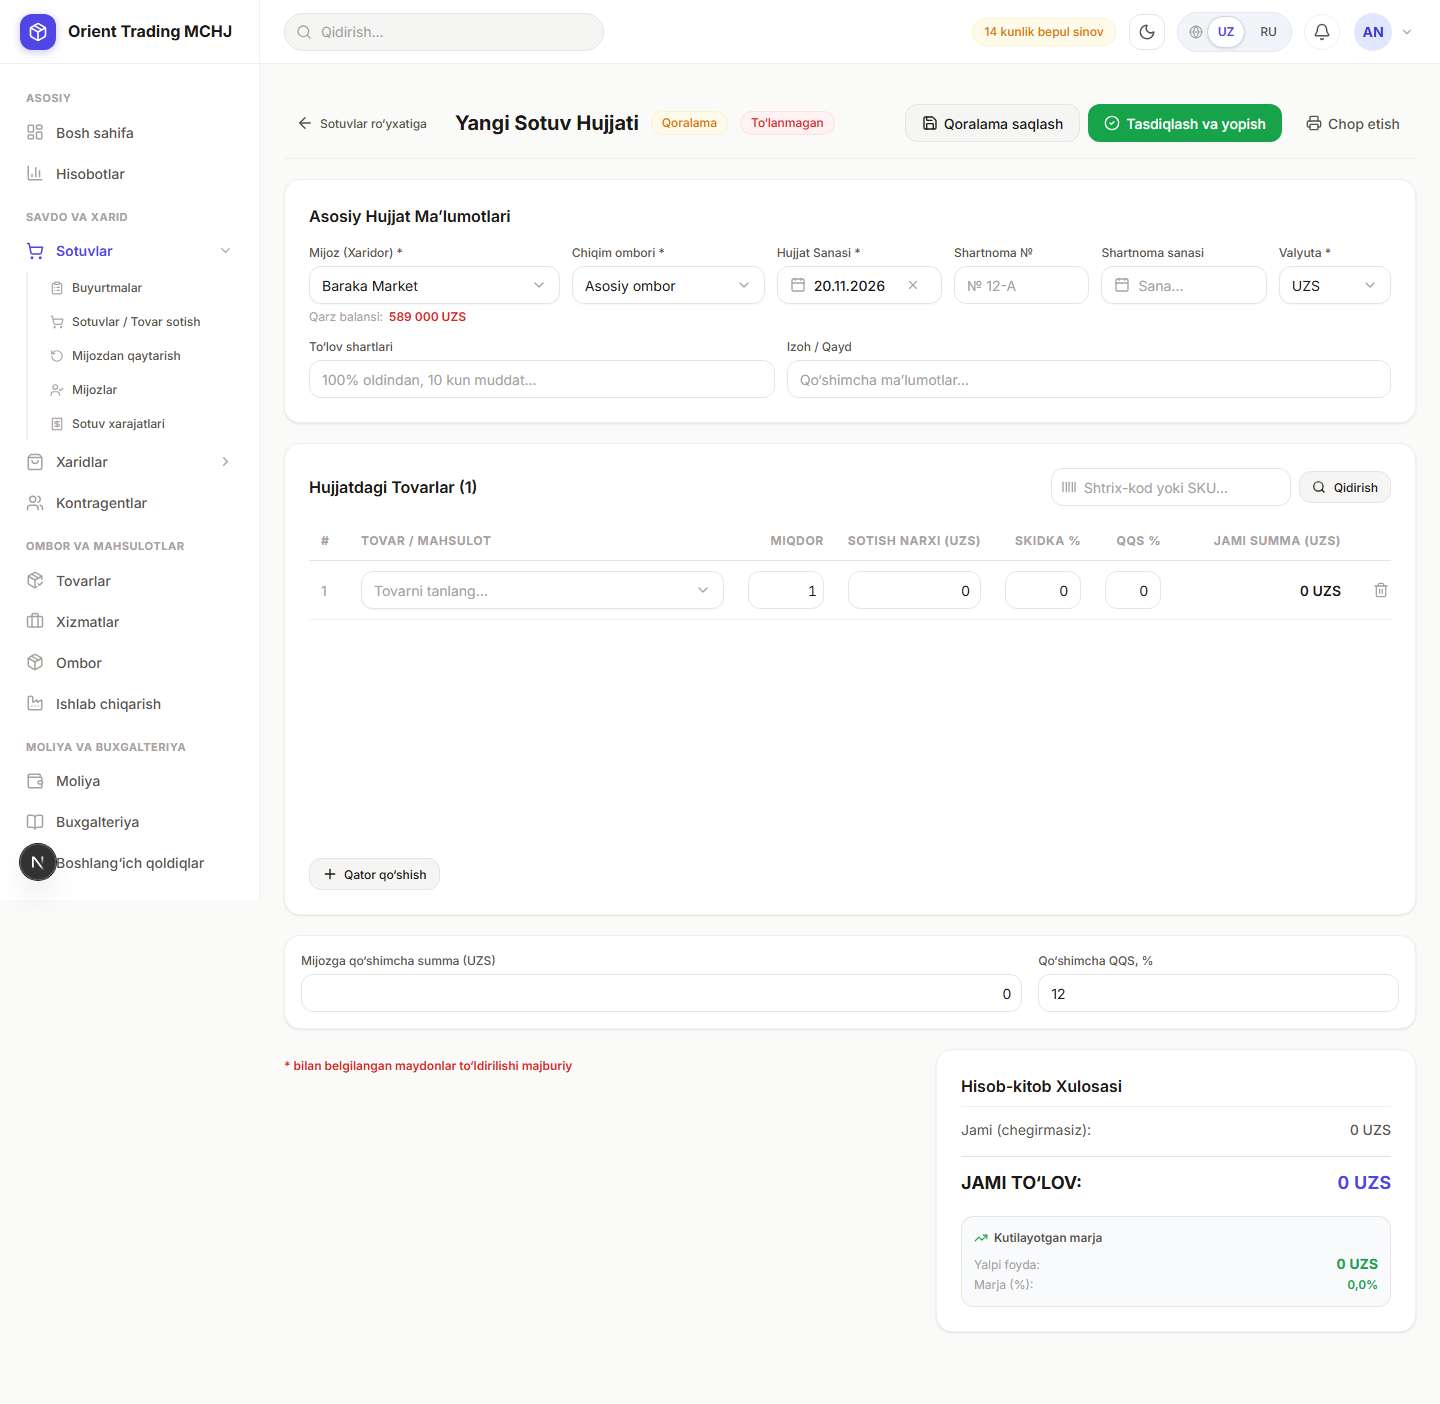 Orient Trading MCHJ
Qidirish...
14 kunlik bepul sinov
UZ
RU
AN
ASOSIY
Bosh sahifa
Hisobotlar
SAVDO VA XARID
Sotuvlar
Buyurtmalar
Sotuvlar / Tovar sotish
Mijozdan qaytarish
Mijozlar
Sotuv xarajatlari
Xaridlar
Kontragentlar
OMBOR VA MAHSULOTLAR
Tovarlar
Xizmatlar
Ombor
Ishlab chiqarish
MOLIYA VA BUXGALTERIYA
Moliya
Buxgalteriya
N
Boshlang‘ich qoldiqlar
Sotuvlar ro‘yxatiga
Yangi Sotuv Hujjati
Qoralama
To‘lanmagan
Qoralama saqlash
Tasdiqlash va yopish
Chop etish
Asosiy Hujjat Ma’lumotlari
Mijoz (Xaridor) *
Chiqim ombori *
Hujjat Sanasi *
Shartnoma №
Shartnoma sanasi
Valyuta *
Baraka Market
Asosiy ombor
20.11.2026
№ 12-A
Sana...
UZS
Qarz balansi: 589 000 UZS
To‘lov shartlari
Izoh / Qayd
100% oldindan, 10 kun muddat...
Qo‘shimcha ma’lumotlar...
Hujjatdagi Tovarlar (1)
Shtrix-kod yoki SKU...
Qidirish
# TOVAR / MAHSULOT MIQDOR SOTISH NARXI (UZS) SKIDKA % QQS % JAMI SUMMA (UZS)
1 Tovarni tanlang... 1 0 0 0 0 UZS
Qator qo‘shish
Mijozga qo‘shimcha summa (UZS)
Qo‘shimcha QQS, %
0
12
* bilan belgilangan maydonlar to‘ldirilishi majburiy
Hisob-kitob Xulosasi
Jami (chegirmasiz): 0 UZS
JAMI TO‘LOV: 0 UZS
Kutilayotgan marja
Yalpi foyda: 0 UZS
Marja (%): 0,0%